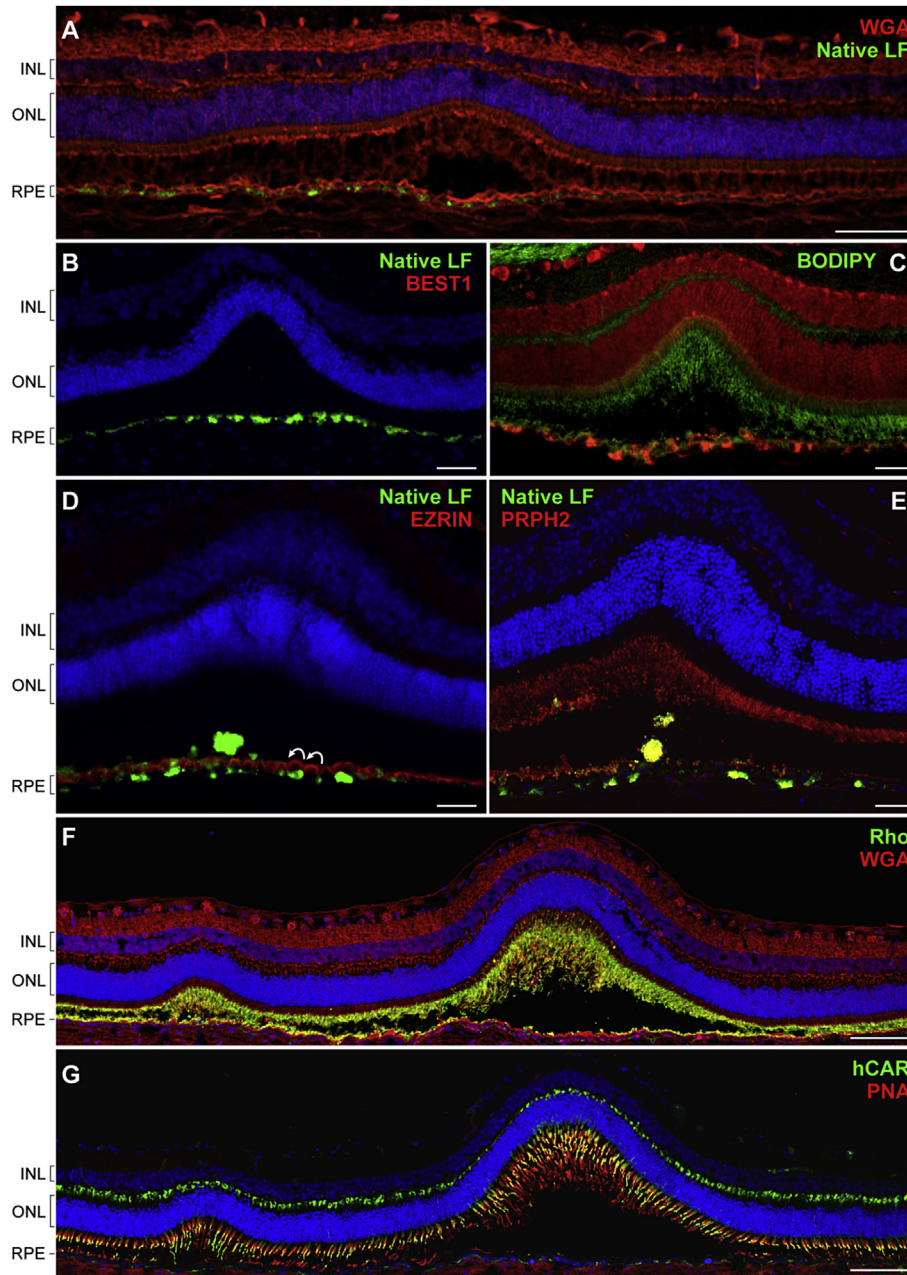 A
WGA
Native LF
INL
ONL
RPE
B
Native LF
BEST1
INL
ONL
RPE
BODIPY
C
D
Native LF
EZRIN
INL
ONL
RPE
Native LF
PRPH2
E
F
Rho
WGA
INL
ONL
RPE
G
hCAR
PNA
INL
ONL
RPE